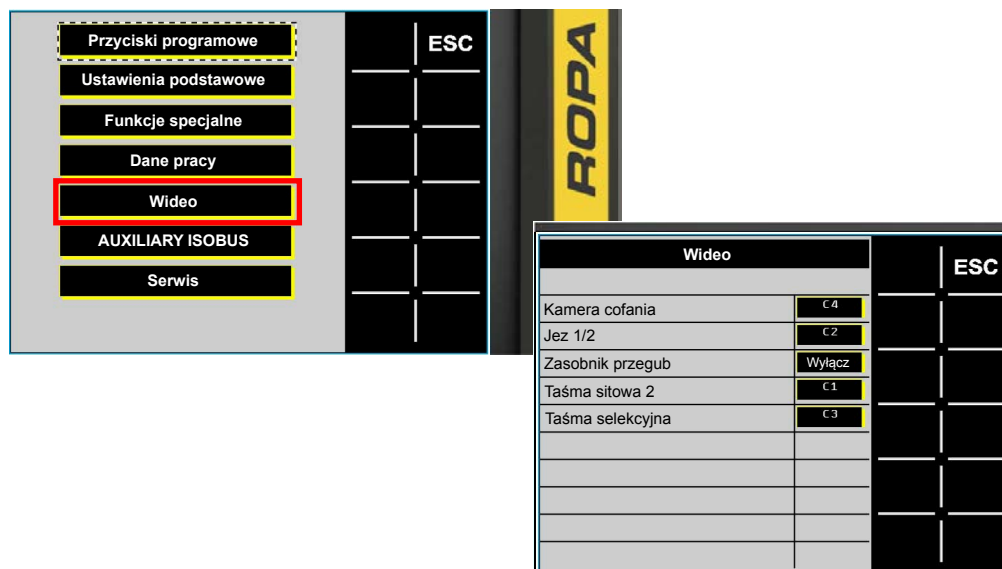 Przyciski programowe
ESC
Ustawienia podstawowe
Funkcje specjalne
Dane pracy
Wideo
AUXILIARY ISOBUS
Serwis
ROPA
Wideo
ESC
Kamera cofania C4
Jez 1/2 C2
Zasobnik przegub Wyłącz
Taśma sitowa 2 C1
Taśma selekcyjna C3